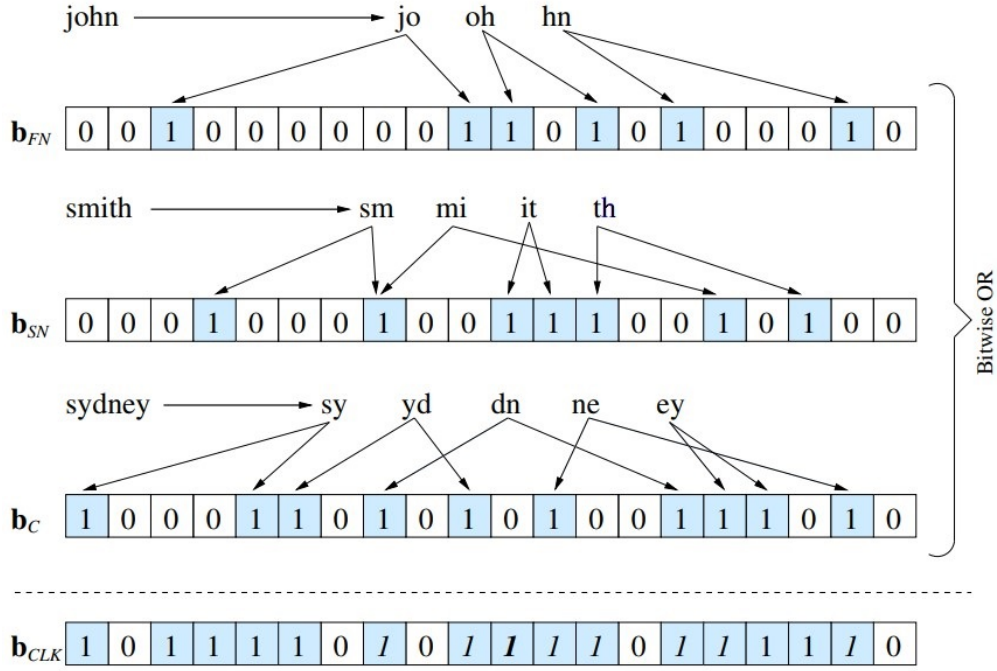 john jo oh hn
b_FN 0 0 1 0 0 0 0 0 0 1 1 0 1 0 1 0 0 0 1 0
smith sm mi it th
b_SN 0 0 0 1 0 0 0 1 0 0 1 1 1 0 0 1 0 1 0 0
sydney sy yd dn ne ey
b_C 1 0 0 0 1 1 0 1 0 1 0 1 0 0 1 1 1 0 1 0
Bitwise OR
b_CLK 1 0 1 1 1 1 0 1 0 1 1 1 1 0 1 1 1 1 1 0